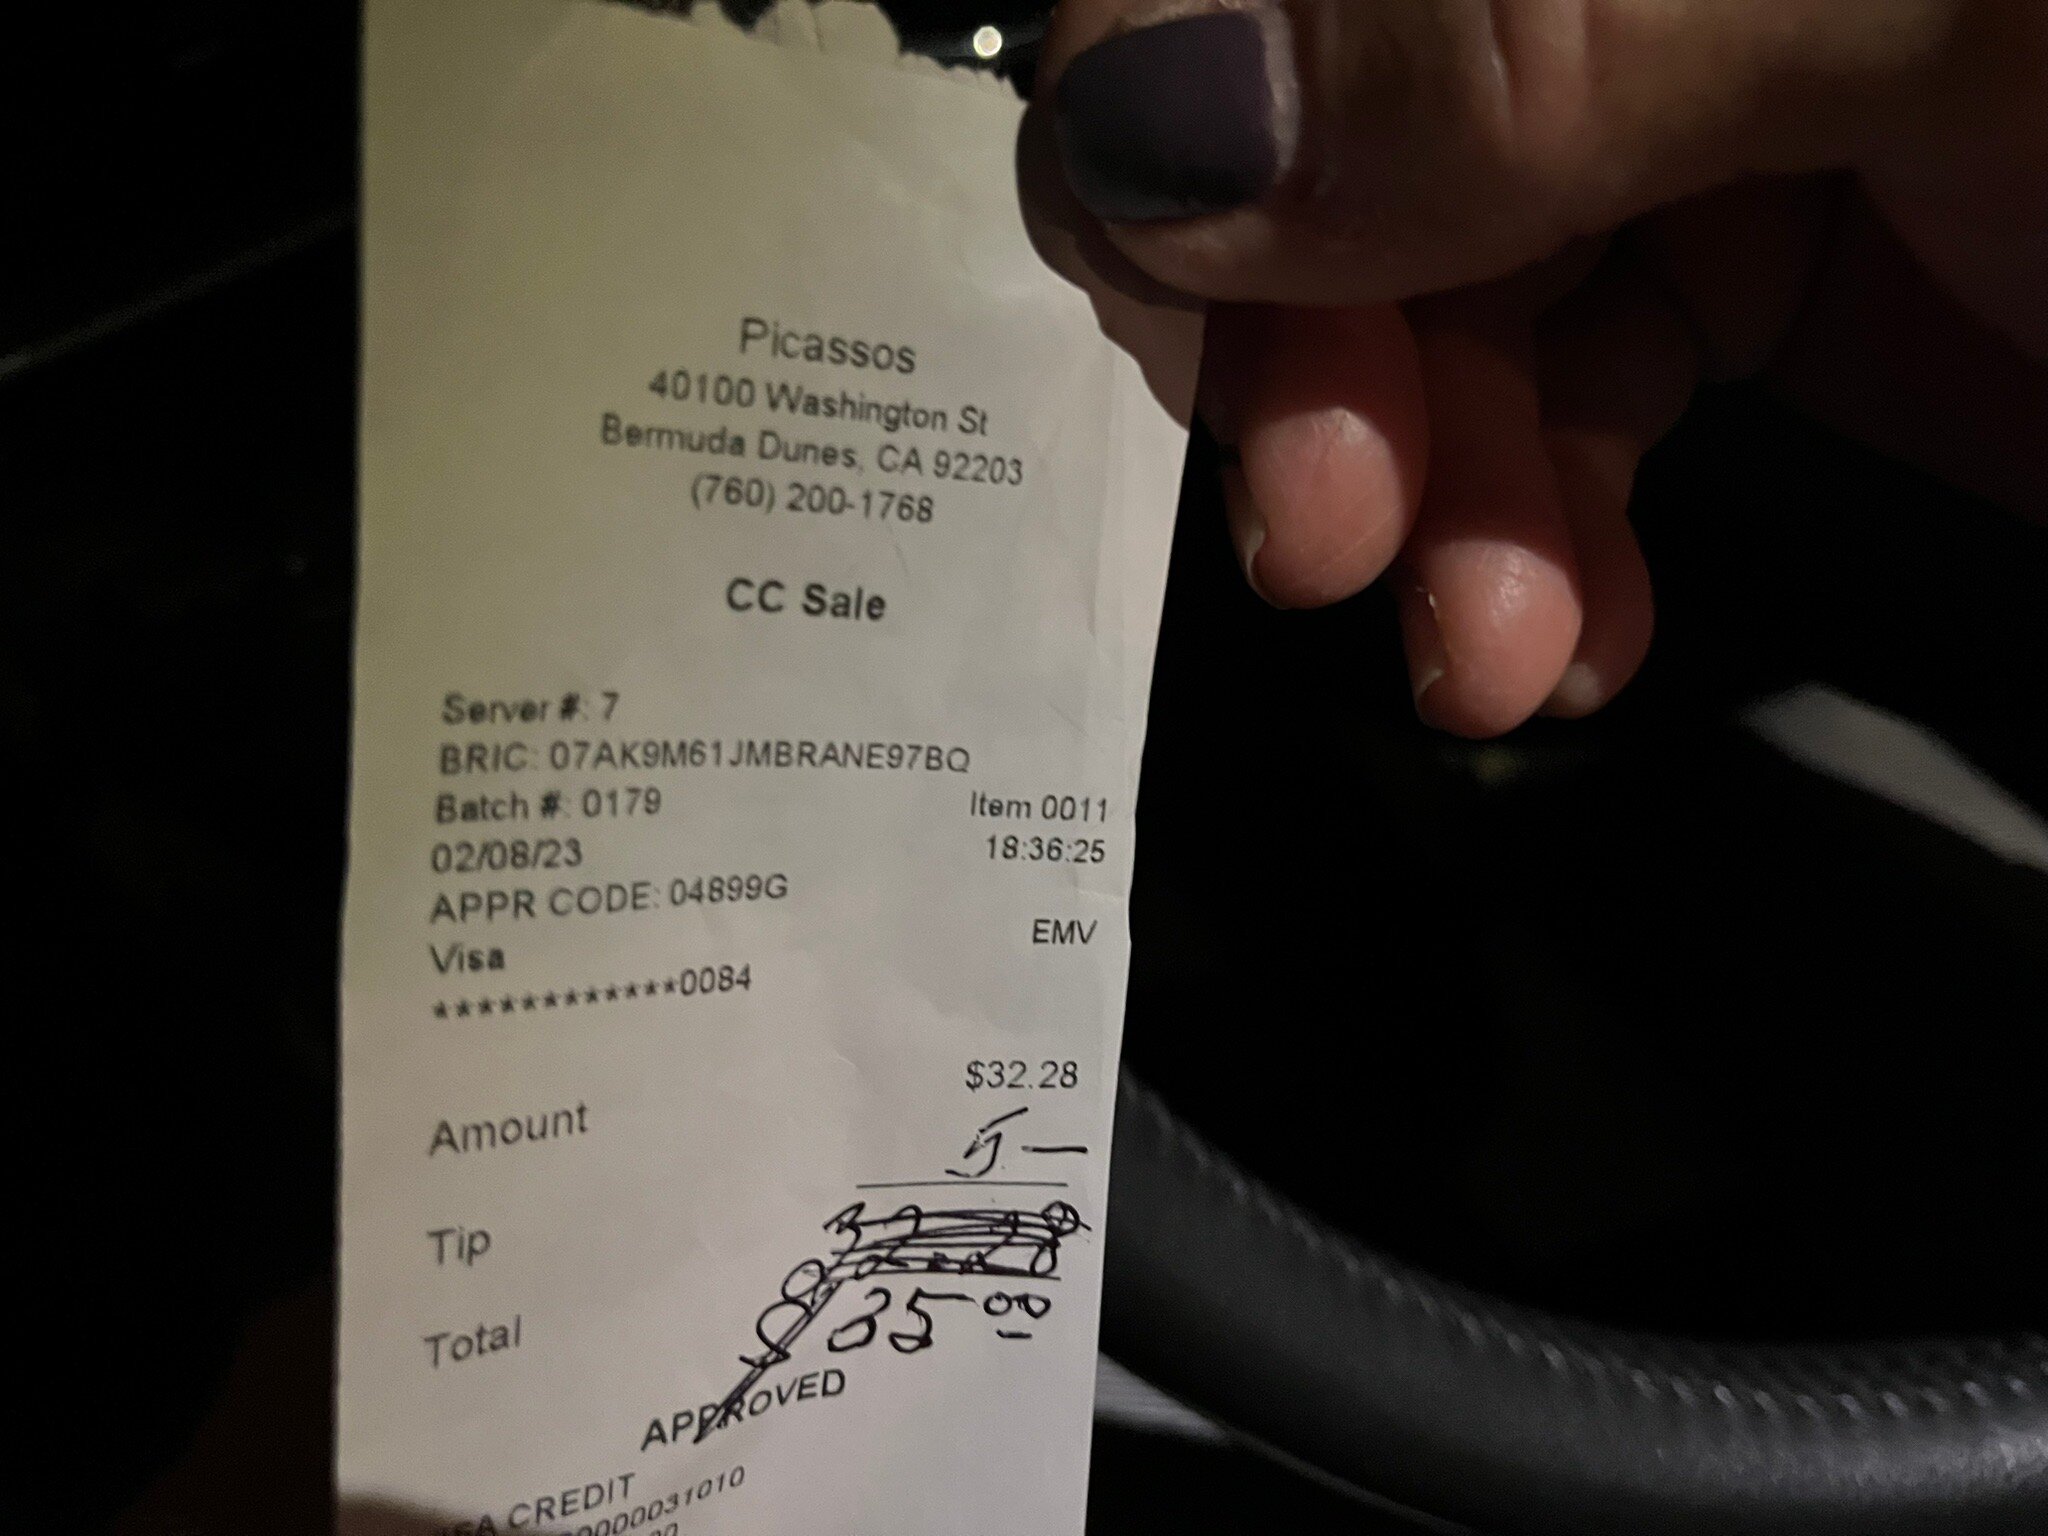 Picassos
40100 Washington St
Bermuda Dunes, CA 92203
(760) 200-1768
CC Sale
Server #: 7
BRIC: 07AK9M61JMBRANE97BQ
Batch #: 0179 Item 0011
02/08/23 18:36:25
APPR CODE: 04899G
Visa EMV
************0084
$32.28
Amount
5 —
Tip
35 00
Total
APPROVED
CREDIT